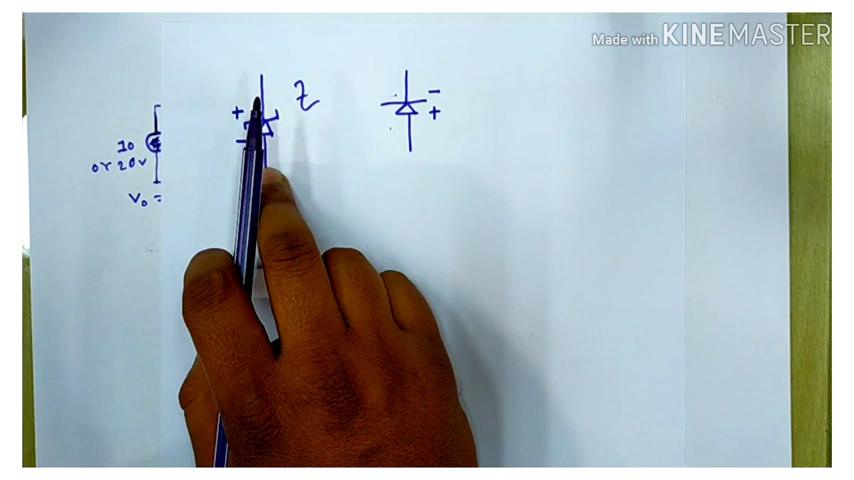 Made with KINEMASTER
Z
+
-
-
+
10
or 20v
V₀ =